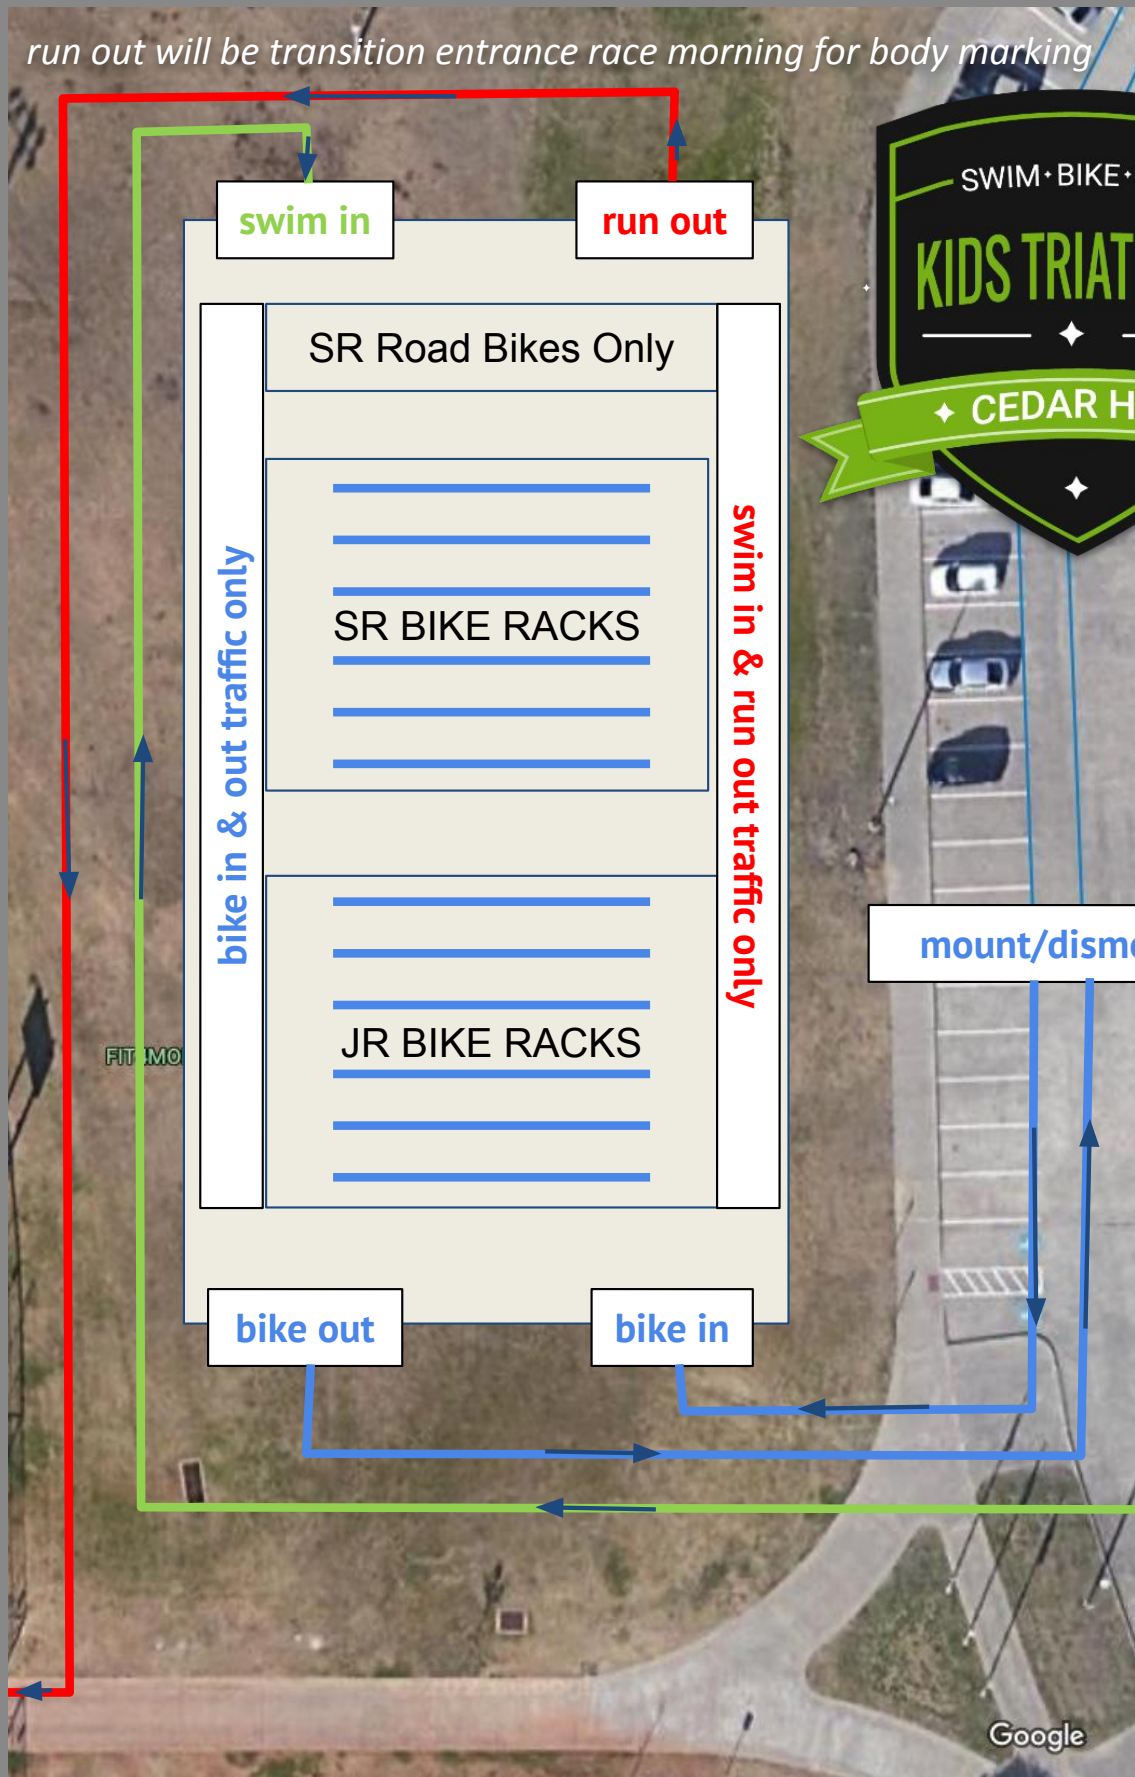 run out will be transition entrance race morning for body marking
SWIM • BIKE •
KIDS TRIAT
CEDAR H
swim in
run out
SR Road Bikes Only
SR BIKE RACKS
bike in & out traffic only
swim in & run out traffic only
mount/dismo
JR BIKE RACKS
bike out
bike in
Google